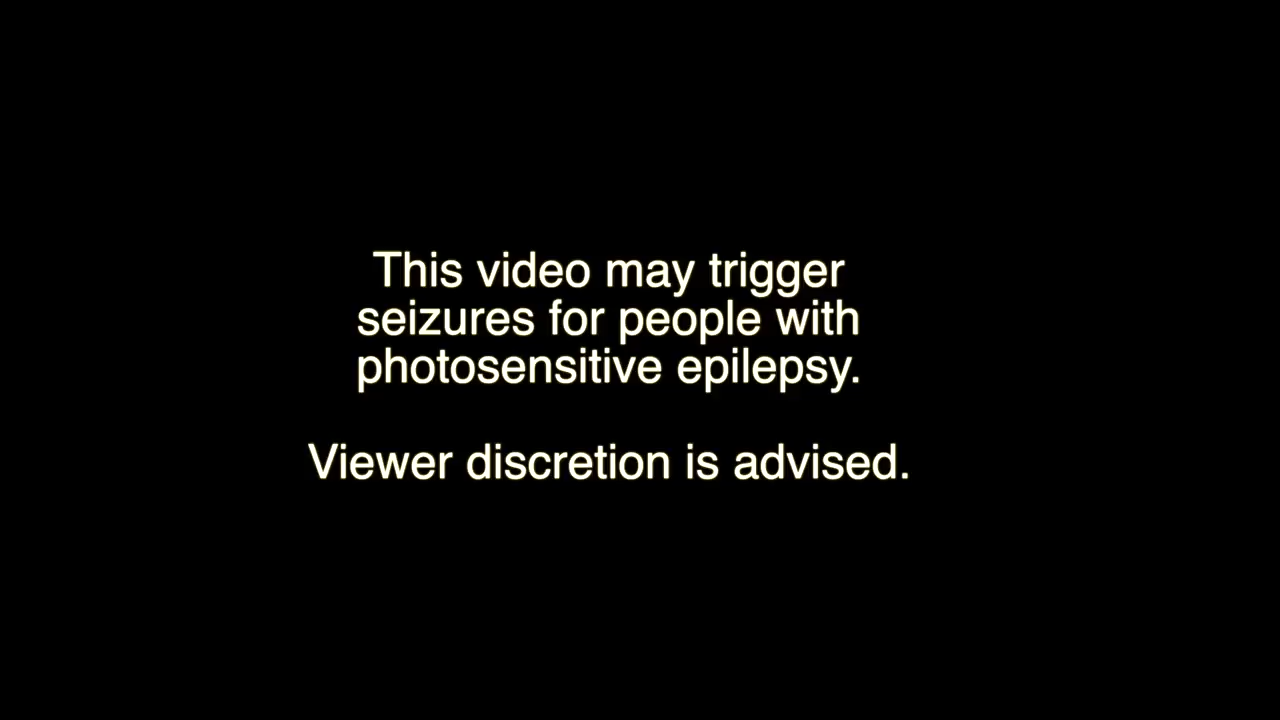 This video may trigger
seizures for people with
photosensitive epilepsy.
Viewer discretion is advised.